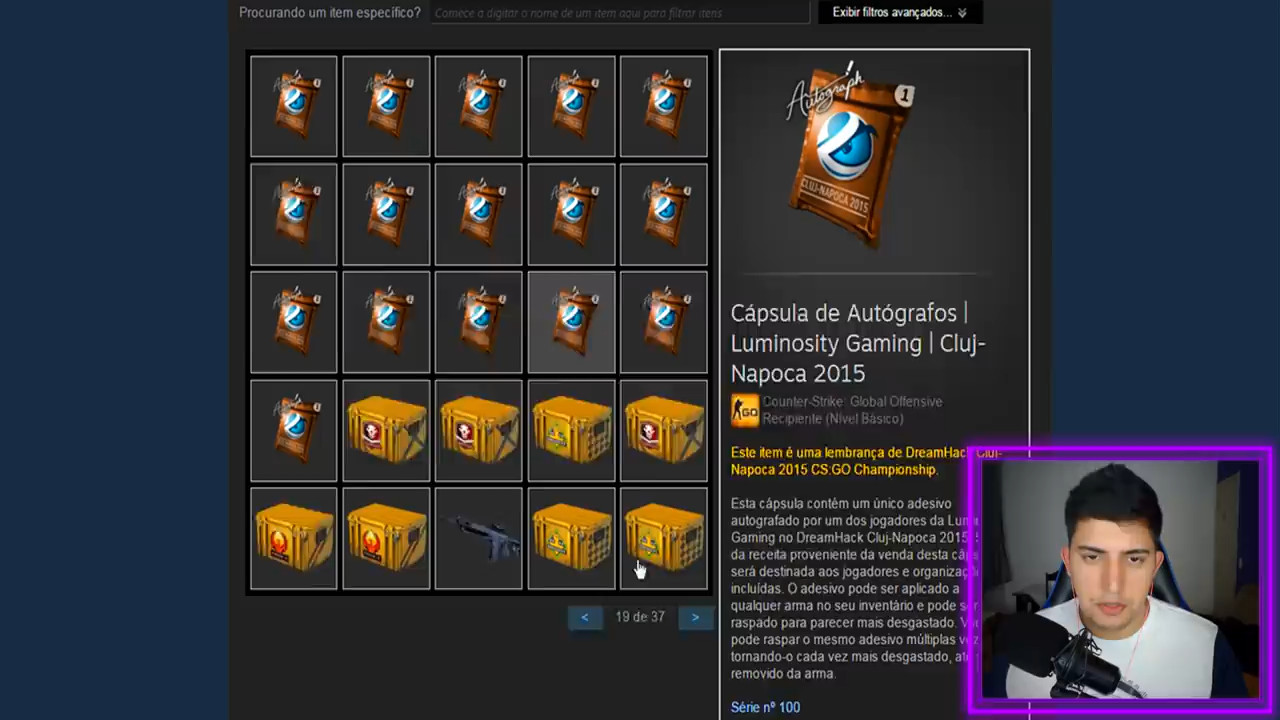 Procurando um item específico?
Comece a digitar o nome de um item aqui para filtrar itens
Exibir filtros avançados...
Autograph
1
CLUJ-NAPOCA 2015
Cápsula de Autógrafos |
Luminosity Gaming | Cluj-
Napoca 2015
GO
Counter-Strike: Global Offensive
Recipiente (Nível Básico)
Este item é uma lembrança de DreamHack Cluj-
Napoca 2015 CS:GO Championship.
Esta cápsula contém um único adesivo
autografado por um dos jogadores da
Gaming no DreamHack Cluj-Napoca 2015.
da receita proveniente da venda desta
será destinada aos jogadores e
incluídas. O adesivo pode ser aplicado a
qualquer arma no seu inventário e pode
raspado para parecer mais desgastado.
pode raspar o mesmo adesivo múltiplas
tornando-o cada vez mais desgastado,
removido da arma.
Série nº 100
< 19 de 37 >